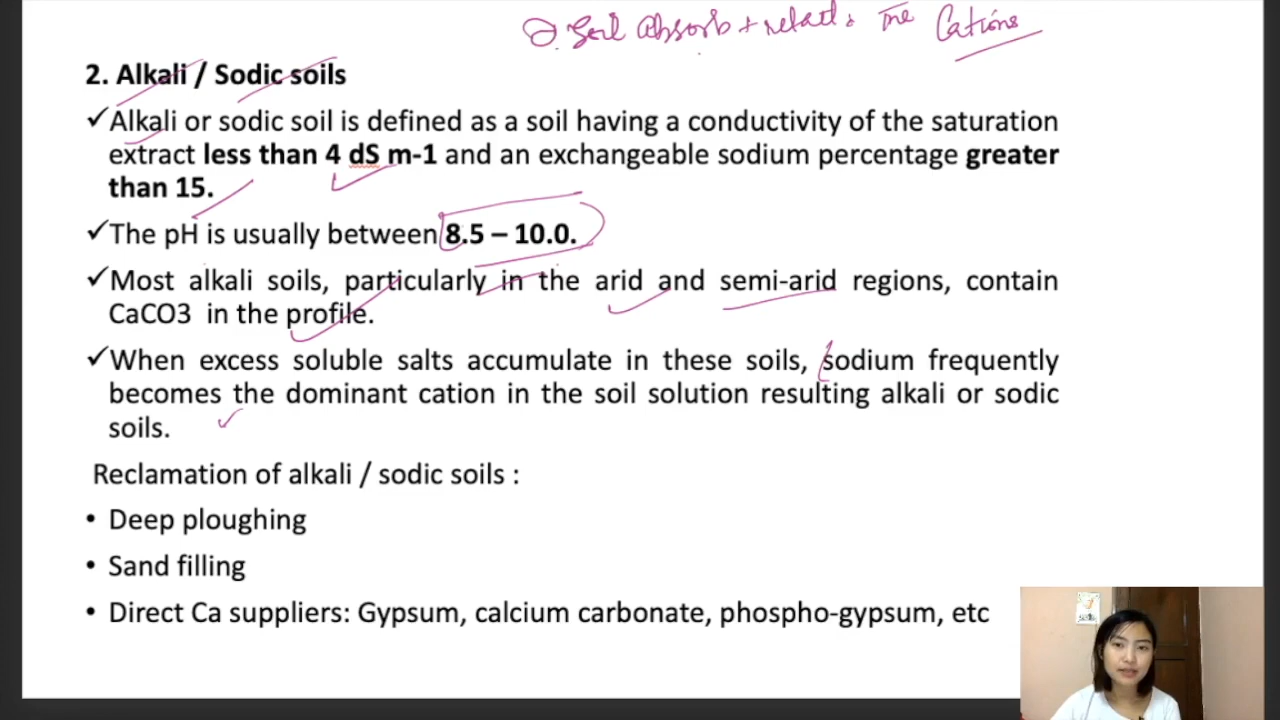 Soil absorb + retail the Cations
2. Alkali / Sodic soils
✓Alkali or sodic soil is defined as a soil having a conductivity of the saturation
extract less than 4 dS m-1 and an exchangeable sodium percentage greater
than 15.
✓The pH is usually between 8.5 – 10.0.
✓Most alkali soils, particularly in the arid and semi-arid regions, contain
CaCO3 in the profile.
✓When excess soluble salts accumulate in these soils, sodium frequently
becomes the dominant cation in the soil solution resulting alkali or sodic
soils.
Reclamation of alkali / sodic soils :
• Deep ploughing
• Sand filling
• Direct Ca suppliers: Gypsum, calcium carbonate, phospho-gypsum, etc